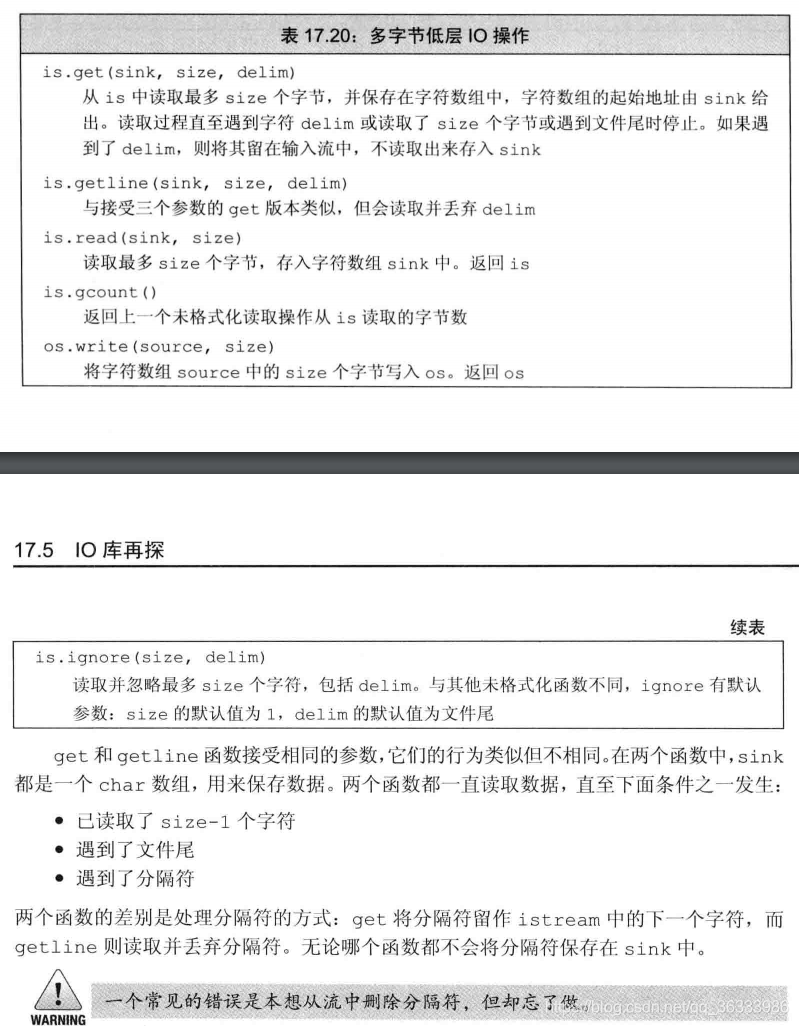 表 17.20：多字节低层 IO 操作
is.get(sink, size, delim)
从 is 中读取最多 size 个字节，并保存在字符数组中，字符数组的起始地址由 sink 给
出。读取过程直至遇到字符 delim 或读取了 size 个字节或遇到文件尾时停止。如果遇
到了 delim，则将其留在输入流中，不读取出来存入 sink
is.getline(sink, size, delim)
与接受三个参数的 get 版本类似，但会读取并丢弃 delim
is.read(sink, size)
读取最多 size 个字节，存入字符数组 sink 中。返回 is
is.gcount()
返回上一个未格式化读取操作从 is 读取的字节数
os.write(source, size)
将字符数组 source 中的 size 个字节写入 os。返回 os
17.5 IO 库再探
续表
is.ignore(size, delim)
读取并忽略最多 size 个字符，包括 delim。与其他未格式化函数不同，ignore 有默认
参数：size 的默认值为 1，delim 的默认值为文件尾
get 和 getline 函数接受相同的参数，它们的行为类似但不相同。在两个函数中，sink
都是一个 char 数组，用来保存数据。两个函数都一直读取数据，直至下面条件之一发生：
● 已读取了 size-1 个字符
● 遇到了文件尾
● 遇到了分隔符
两个函数的差别是处理分隔符的方式：get 将分隔符留作 istream 中的下一个字符，而
getline 则读取并丢弃分隔符。无论哪个函数都不会将分隔符保存在 sink 中。
! WARNING
一个常见的错误是本想从流中删除分隔符，但却忘了做。
blog.csdn.net/qq_36333986